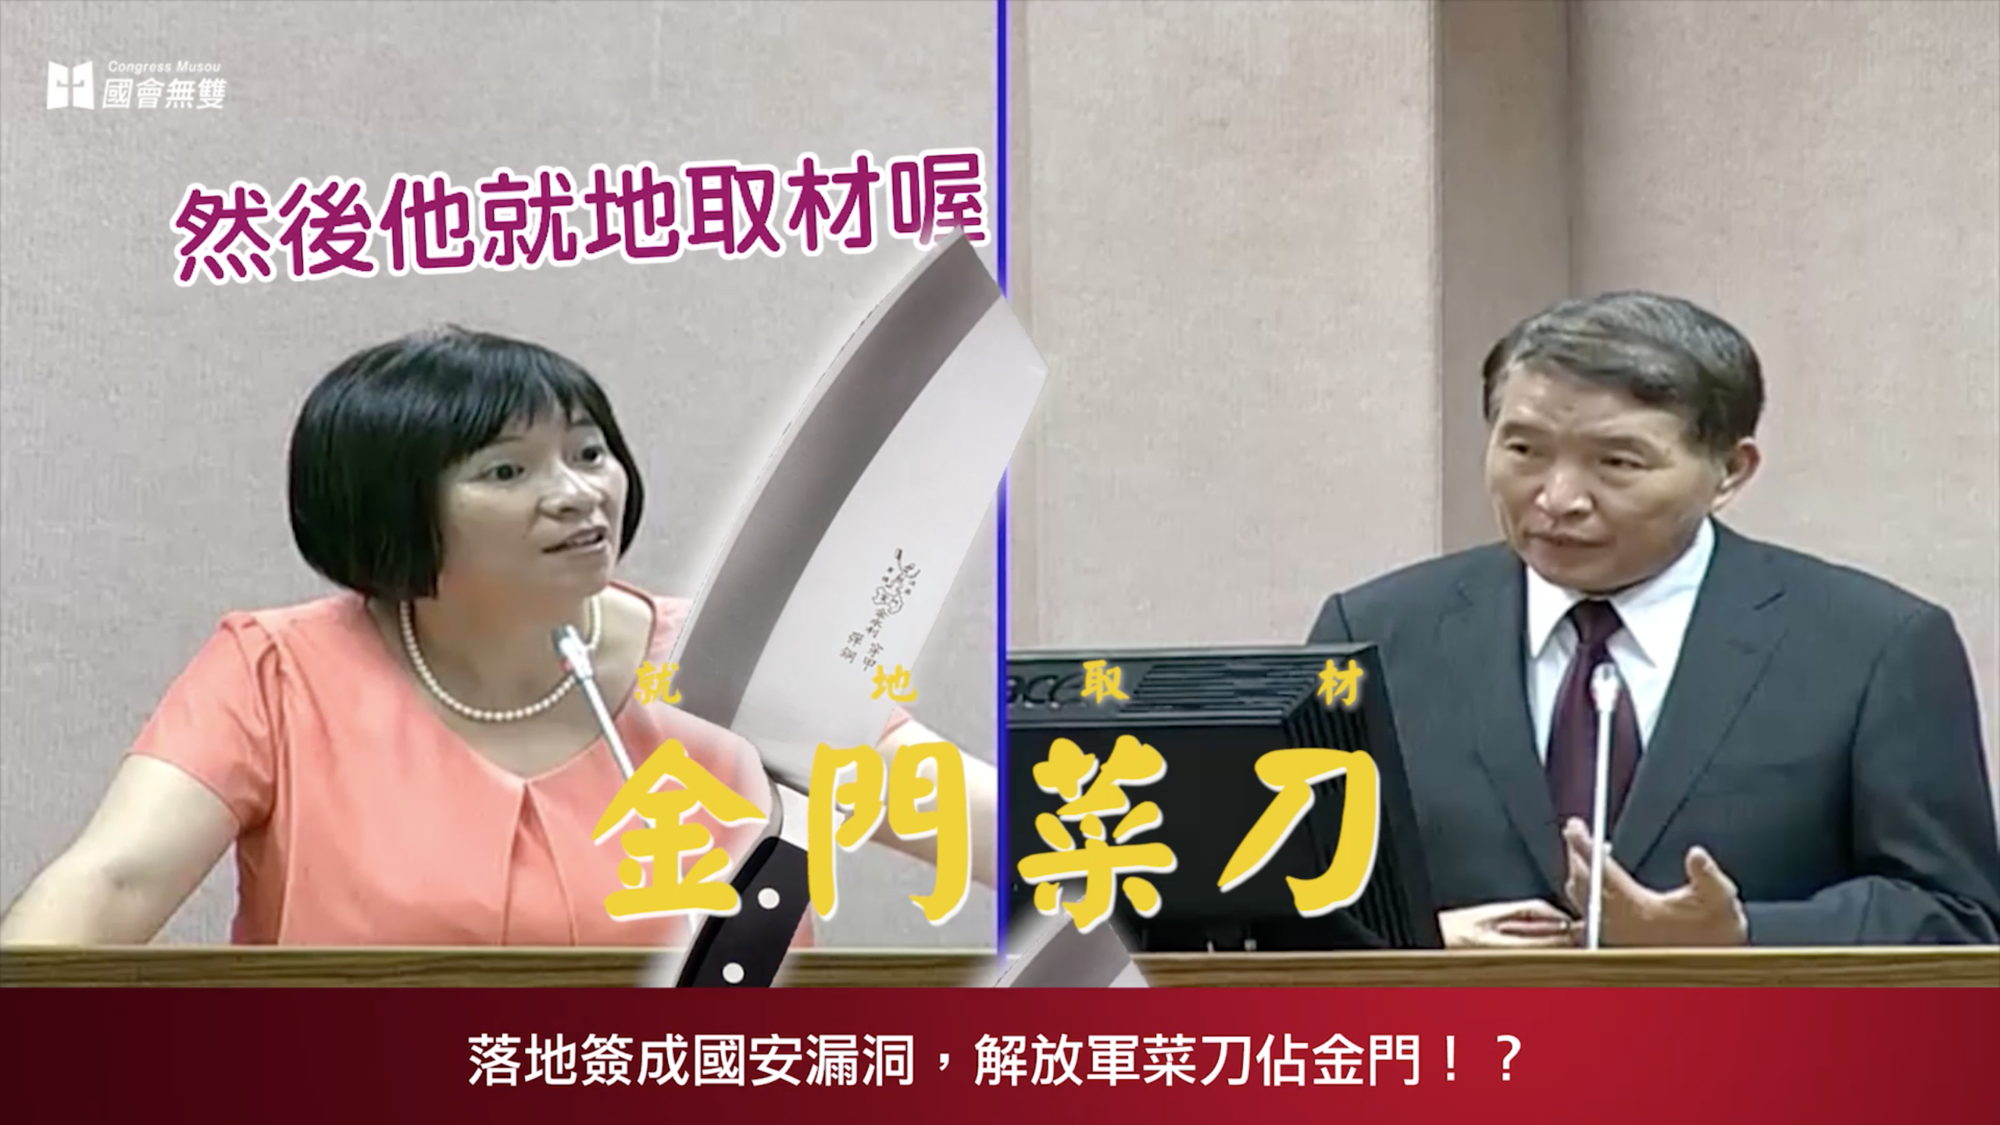 Congress Musou
國會無雙
然後他就地取材喔
就地取材
金門菜刀
落地簽成國安漏洞，解放軍菜刀佔金門！？